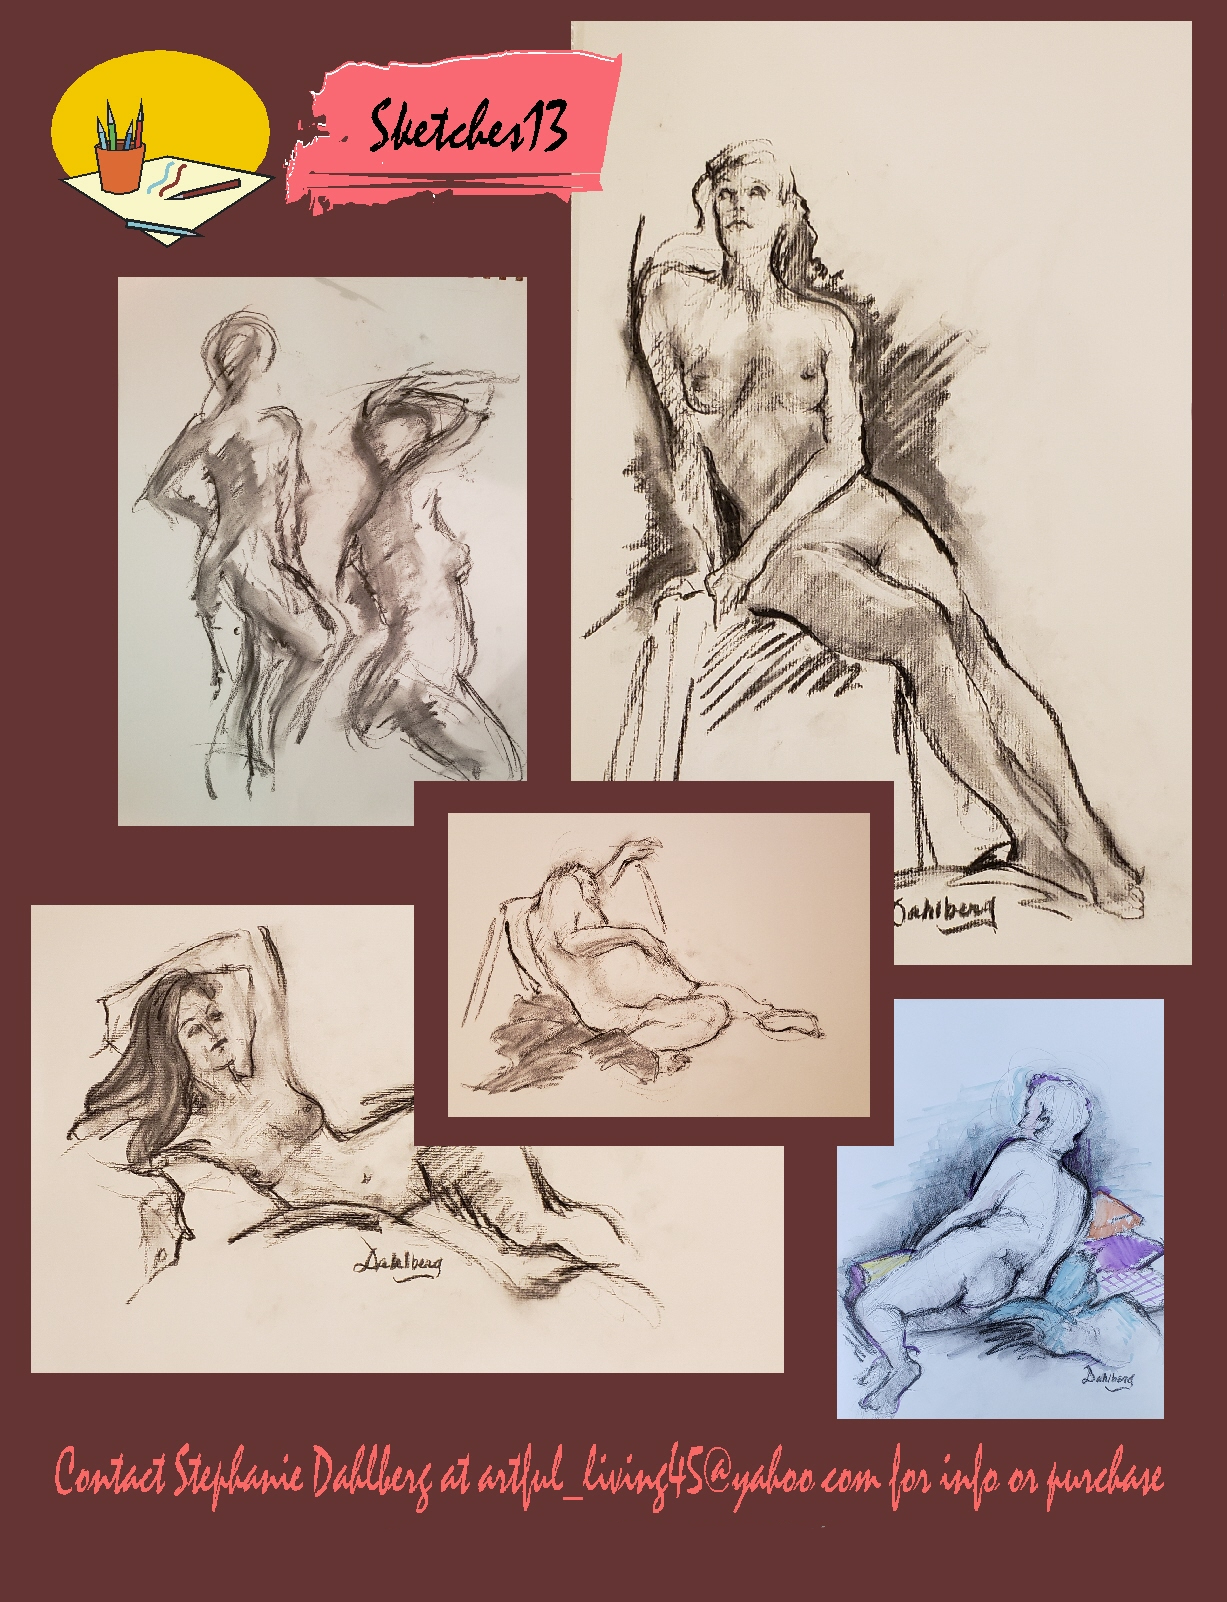 Sketches13
Dahlberg
Dahlberg
Dahlberg
Contact Stephanie Dahlberg at artful_living45@yahoo.com for info or purchase